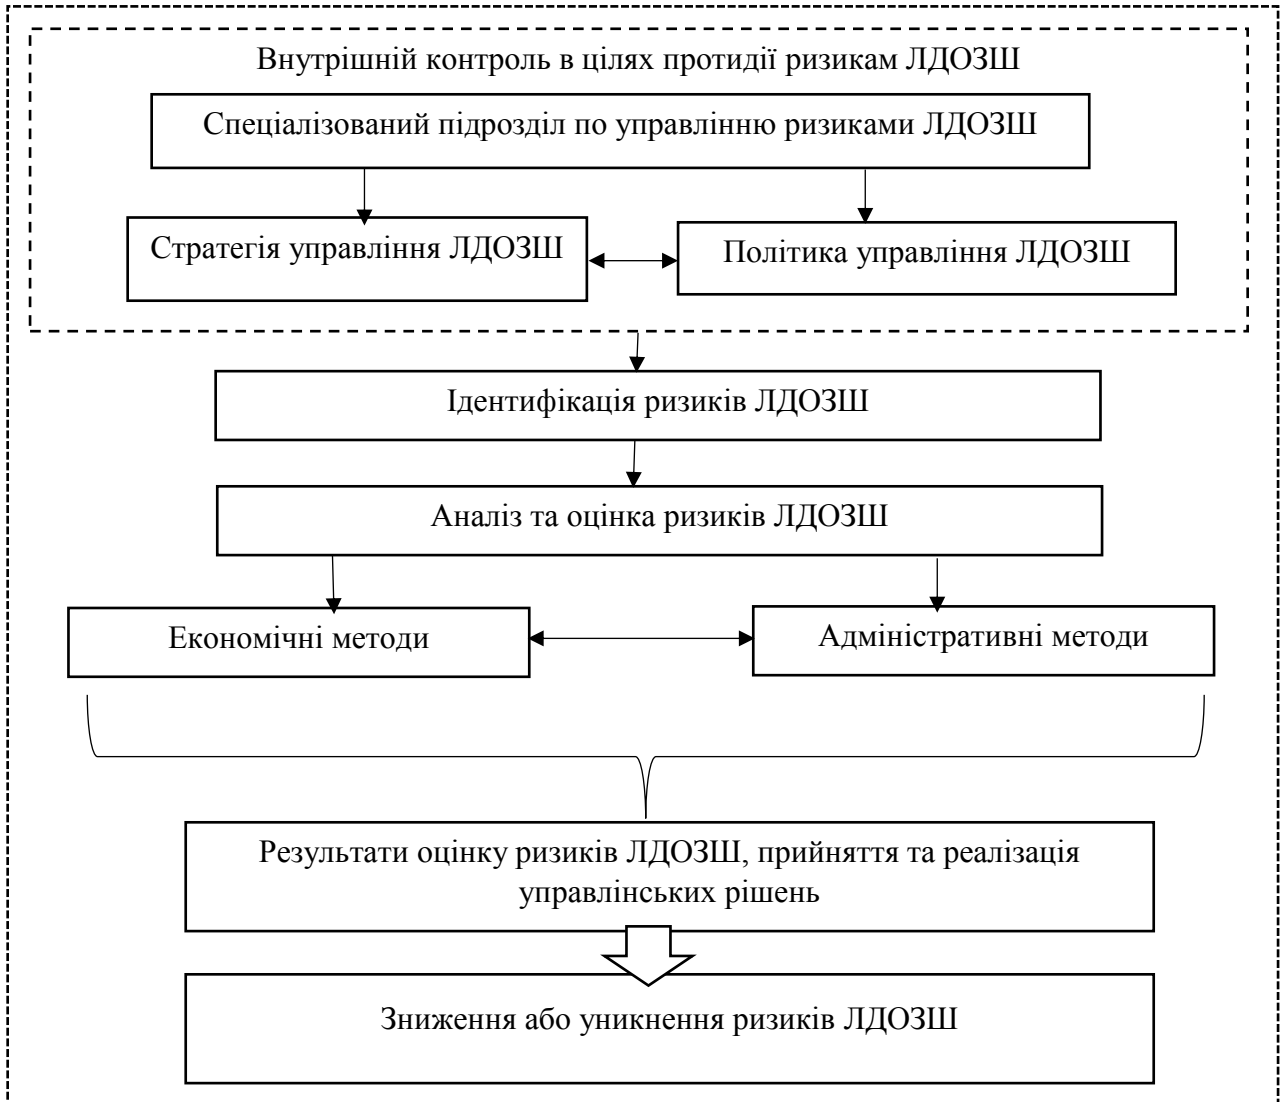 Внутрішній контроль в цілях протидії ризикам ЛДОЗШ
Спеціалізований підрозділ по управлінню ризиками ЛДОЗШ
Стратегія управління ЛДОЗШ
Політика управління ЛДОЗШ
Ідентифікація ризиків ЛДОЗШ
Аналіз та оцінка ризиків ЛДОЗШ
Економічні методи
Адміністративні методи
Результати оцінку ризиків ЛДОЗШ, прийняття та реалізація
управлінських рішень
Зниження або уникнення ризиків ЛДОЗШ